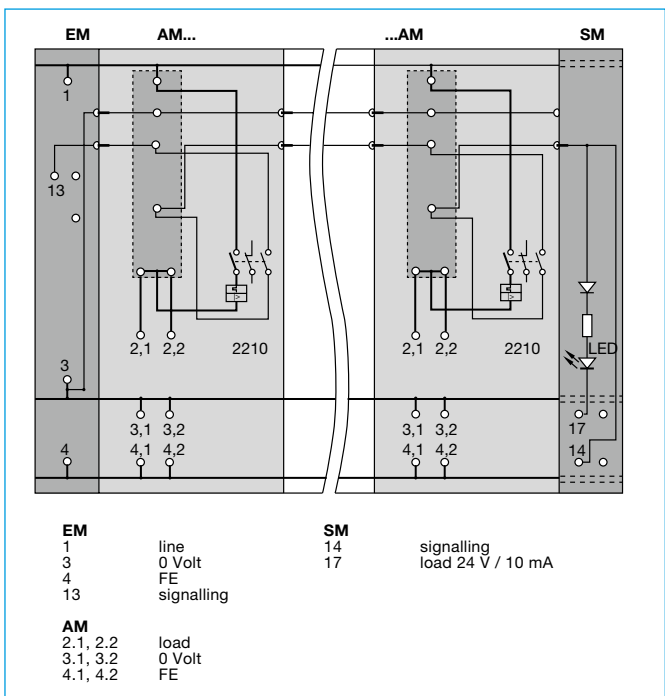 EM AM... ...AM SM
1
13
2,1 2,2 2210 2,1 2,2 2210 LED
3
3,1 3,2 3,1 3,2 17
4 4,1 4,2 4,1 4,2 14
EM SM
1 line 14 signalling
3 0 Volt 17 load 24 V / 10 mA
4 FE
13 signalling
AM
2.1, 2.2 load
3.1, 3.2 0 Volt
4.1, 4.2 FE